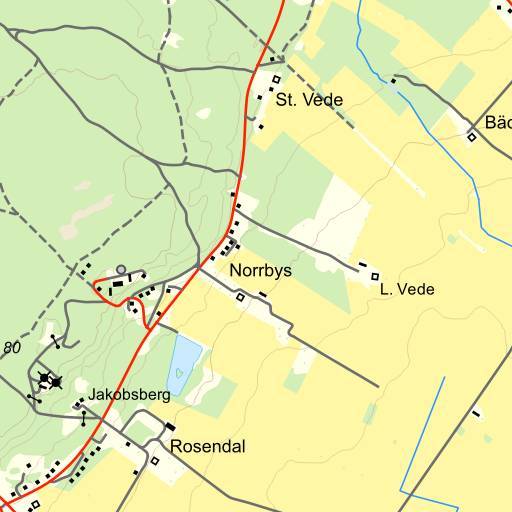 St. Vede
Bäc
Norrbys
L. Vede
80
Jakobsberg
Rosendal